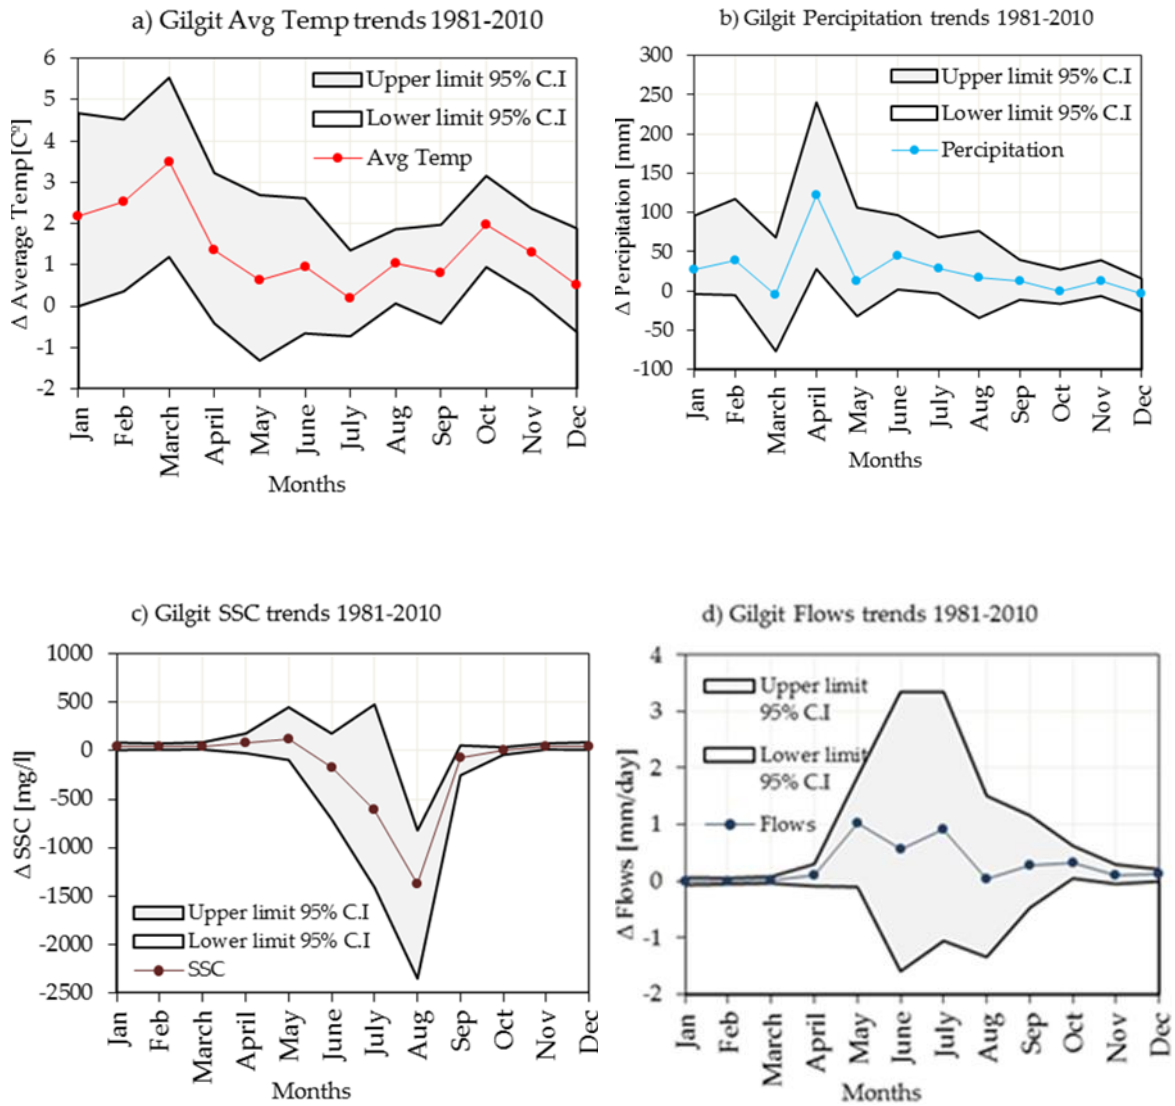 a) Gilgit Avg Temp trends 1981-2010
6
5
4
3
2
1
0
-1
-2
Δ Average Temp [C°]
Upper limit 95% C.I
Lower limit 95% C.I
Avg Temp
Jan
Feb
March
April
May
June
July
Aug
Sep
Oct
Nov
Dec
Months
b) Gilgit Percipitation trends 1981-2010
300
250
200
150
100
50
0
-50
-100
Δ Percipitation [mm]
Upper limit 95% C.I
Lower limit 95% C.I
Percipitation
Jan
Feb
March
April
May
June
July
Aug
Sep
Oct
Nov
Dec
Months
c) Gilgit SSC trends 1981-2010
1000
500
0
-500
-1000
-1500
-2000
-2500
Δ SSC [mg/l]
Upper limit 95% C.I
Lower limit 95% C.I
SSC
Jan
Feb
March
April
May
June
July
Aug
Sep
Oct
Nov
Dec
Months
d) Gilgit Flows trends 1981-2010
4
3
2
1
0
-1
-2
Δ Flows [mm/day]
Upper limit
95% C.I
Lower limit
95% C.I
Flows
Jan
Feb
March
April
May
June
July
Aug
Sep
Oct
Nov
Dec
Months